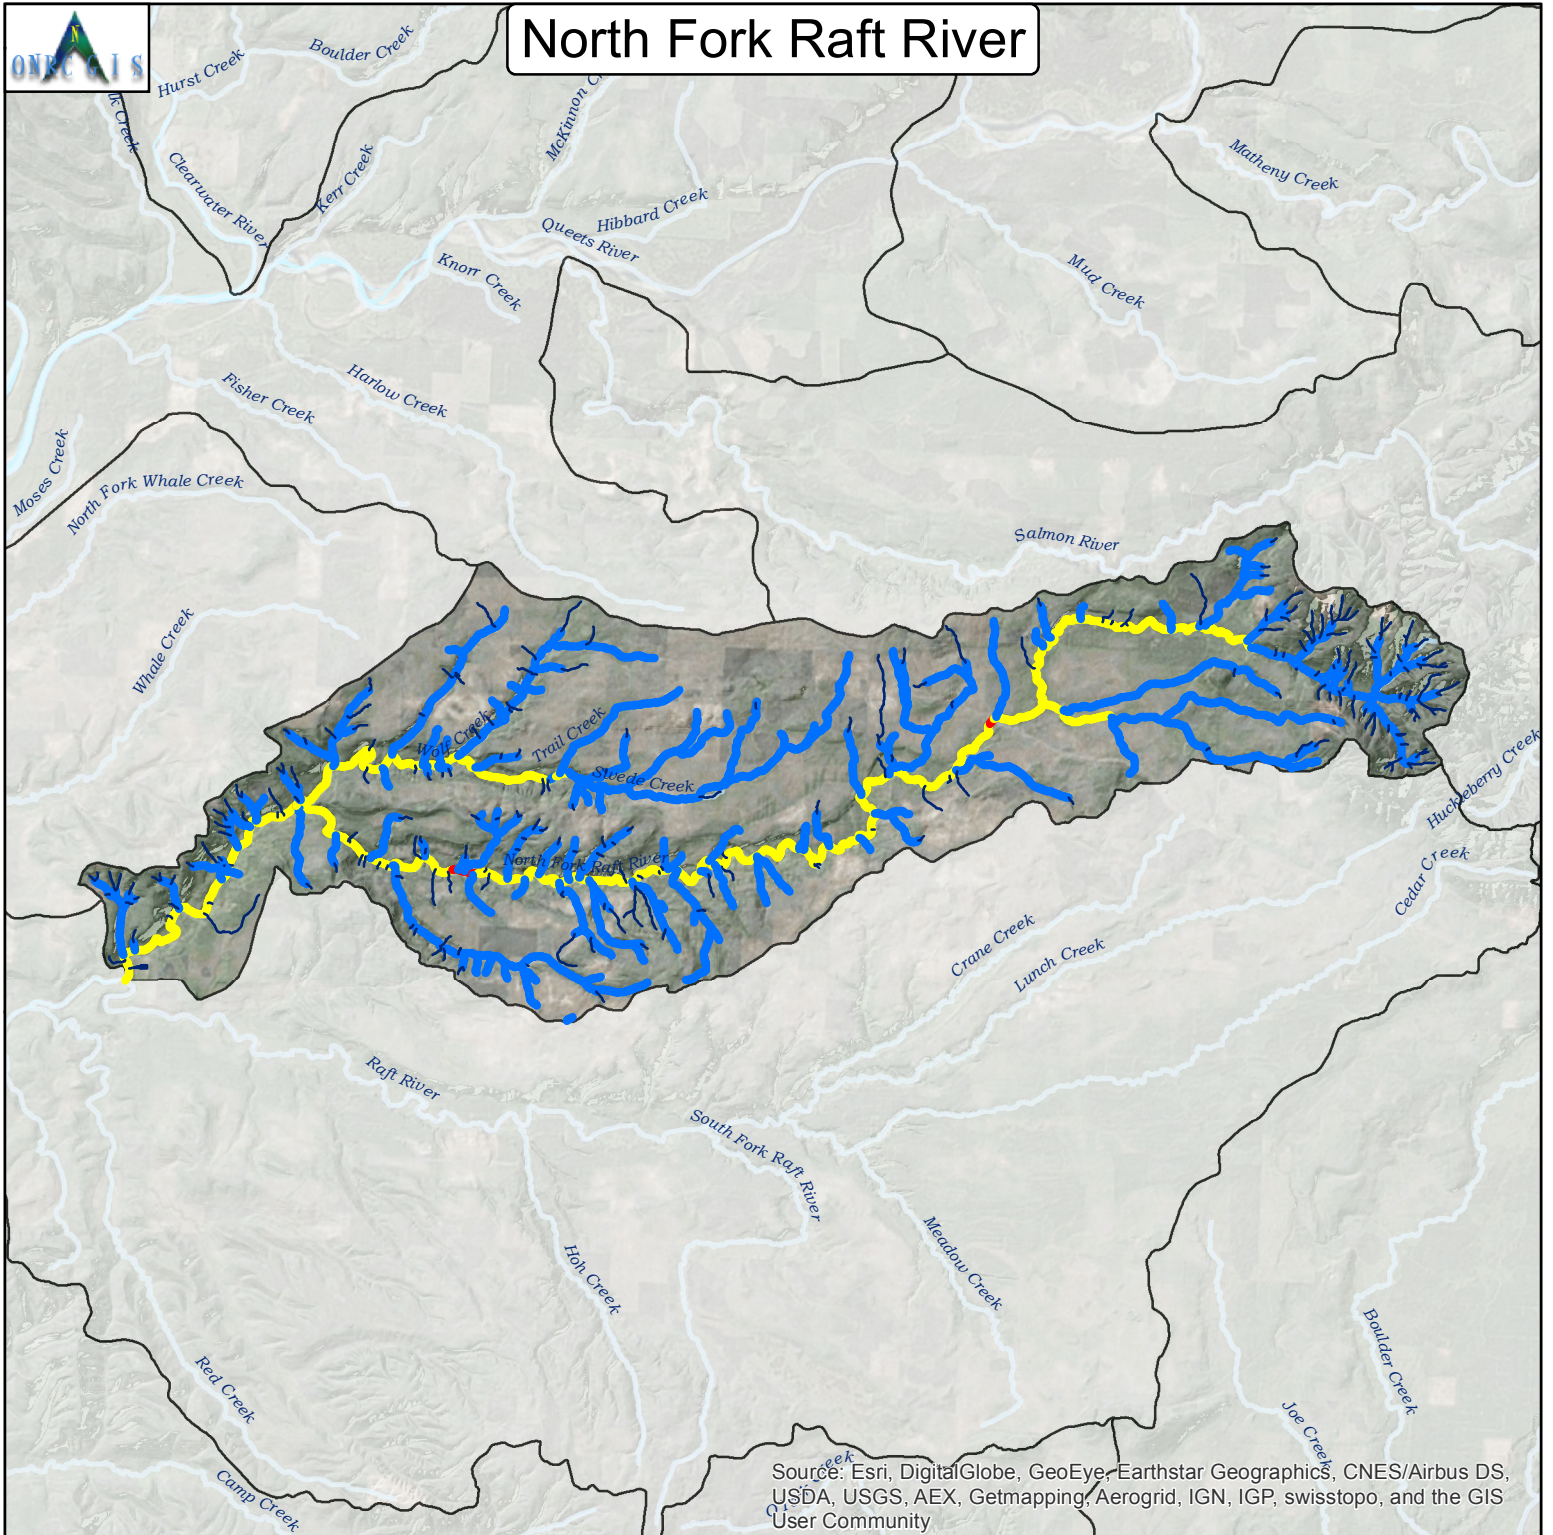 North Fork Raft River
N
ONRC GIS
Boulder Creek
Hurst Creek
lk Creek
McKinnon C
Clearwater River
Kerr Creek
Matheny Creek
Hibbard Creek
Queets River
Knorr Creek
Mud Creek
Harlow Creek
Fisher Creek
Moses Creek
North Fork Whale Creek
Salmon River
Whale Creek
Wolf Creek
Trail Creek
Swede Creek
Huckleberry Creek
North Fork Raft River
Cedar Creek
Crane Creek
Lunch Creek
Raft River
South Fork Raft River
Meadow Creek
Hoh Creek
Boulder Creek
Red Creek
Joe Creek
Camp Creek
Creek
Source: Esri, DigitalGlobe, GeoEye, Earthstar Geographics, CNES/Airbus DS,
USDA, USGS, AEX, Getmapping, Aerogrid, IGN, IGP, swisstopo, and the GIS
User Community